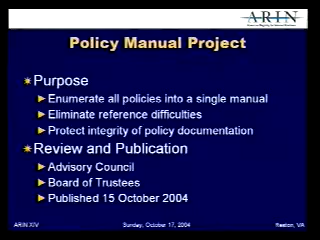 ARIN
Policy Manual Project
Purpose
Enumerate all policies into a single manual
Eliminate reference difficulties
Protect integrity of policy documentation
Review and Publication
Advisory Council
Board of Trustees
Published 15 October 2004
ARIN XIV
Sunday, October 17, 2004
Reston, VA